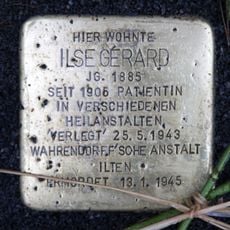 HIER WOHNTE
ILSE GERARD
JG. 1885
SEIT 1906 PATIENTIN
IN VERSCHIEDENEN
HEILANSTALTEN
VERLEGT 25.5.1943
WAHRENDORFF'SCHE ANSTALT
ILTEN
ERMORDET 13.1.1945